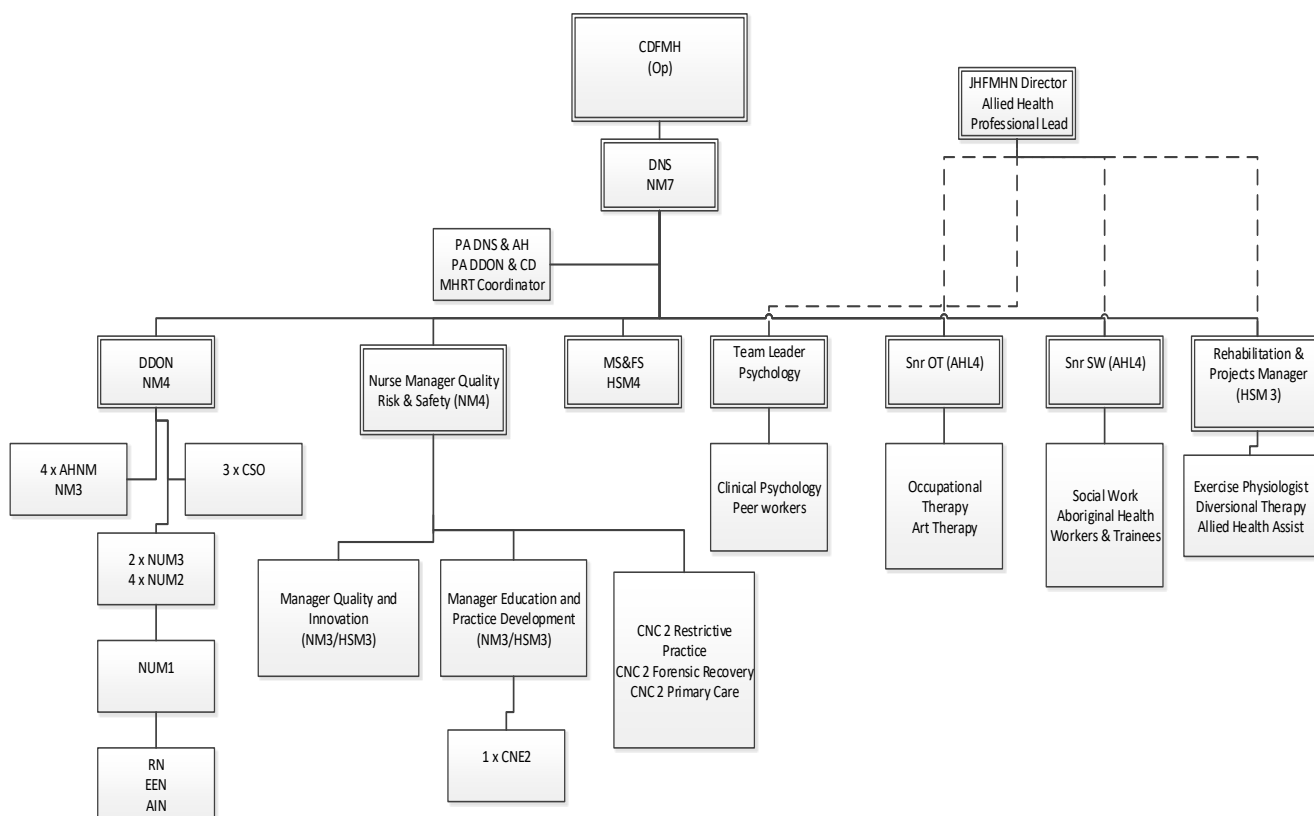 CDFMH
(Op)
JHFMHN Director
Allied Health
Professional Lead
DNS
NM7
PA DNS & AH
PA DDON & CD
MHRT Coordinator
DDON
NM4
Nurse Manager Quality
Risk & Safety (NM4)
MS&FS
HSM4
Team Leader
Psychology
Snr OT (AHL4)
Snr SW (AHL4)
Rehabilitation &
Projects Manager
(HSM 3)
4 x AHNM
NM3
3 x CSO
Clinical Psychology
Peer workers
Occupational
Therapy
Art Therapy
Social Work
Aboriginal Health
Workers & Trainees
Exercise Physiologist
Diversional Therapy
Allied Health Assist
2 x NUM3
4 x NUM2
Manager Quality and
Innovation
(NM3/HSM3)
Manager Education and
Practice Development
(NM3/HSM3)
CNC 2 Restrictive
Practice
CNC 2 Forensic Recovery
CNC 2 Primary Care
NUM1
1 x CNE2
RN
EEN
AIN